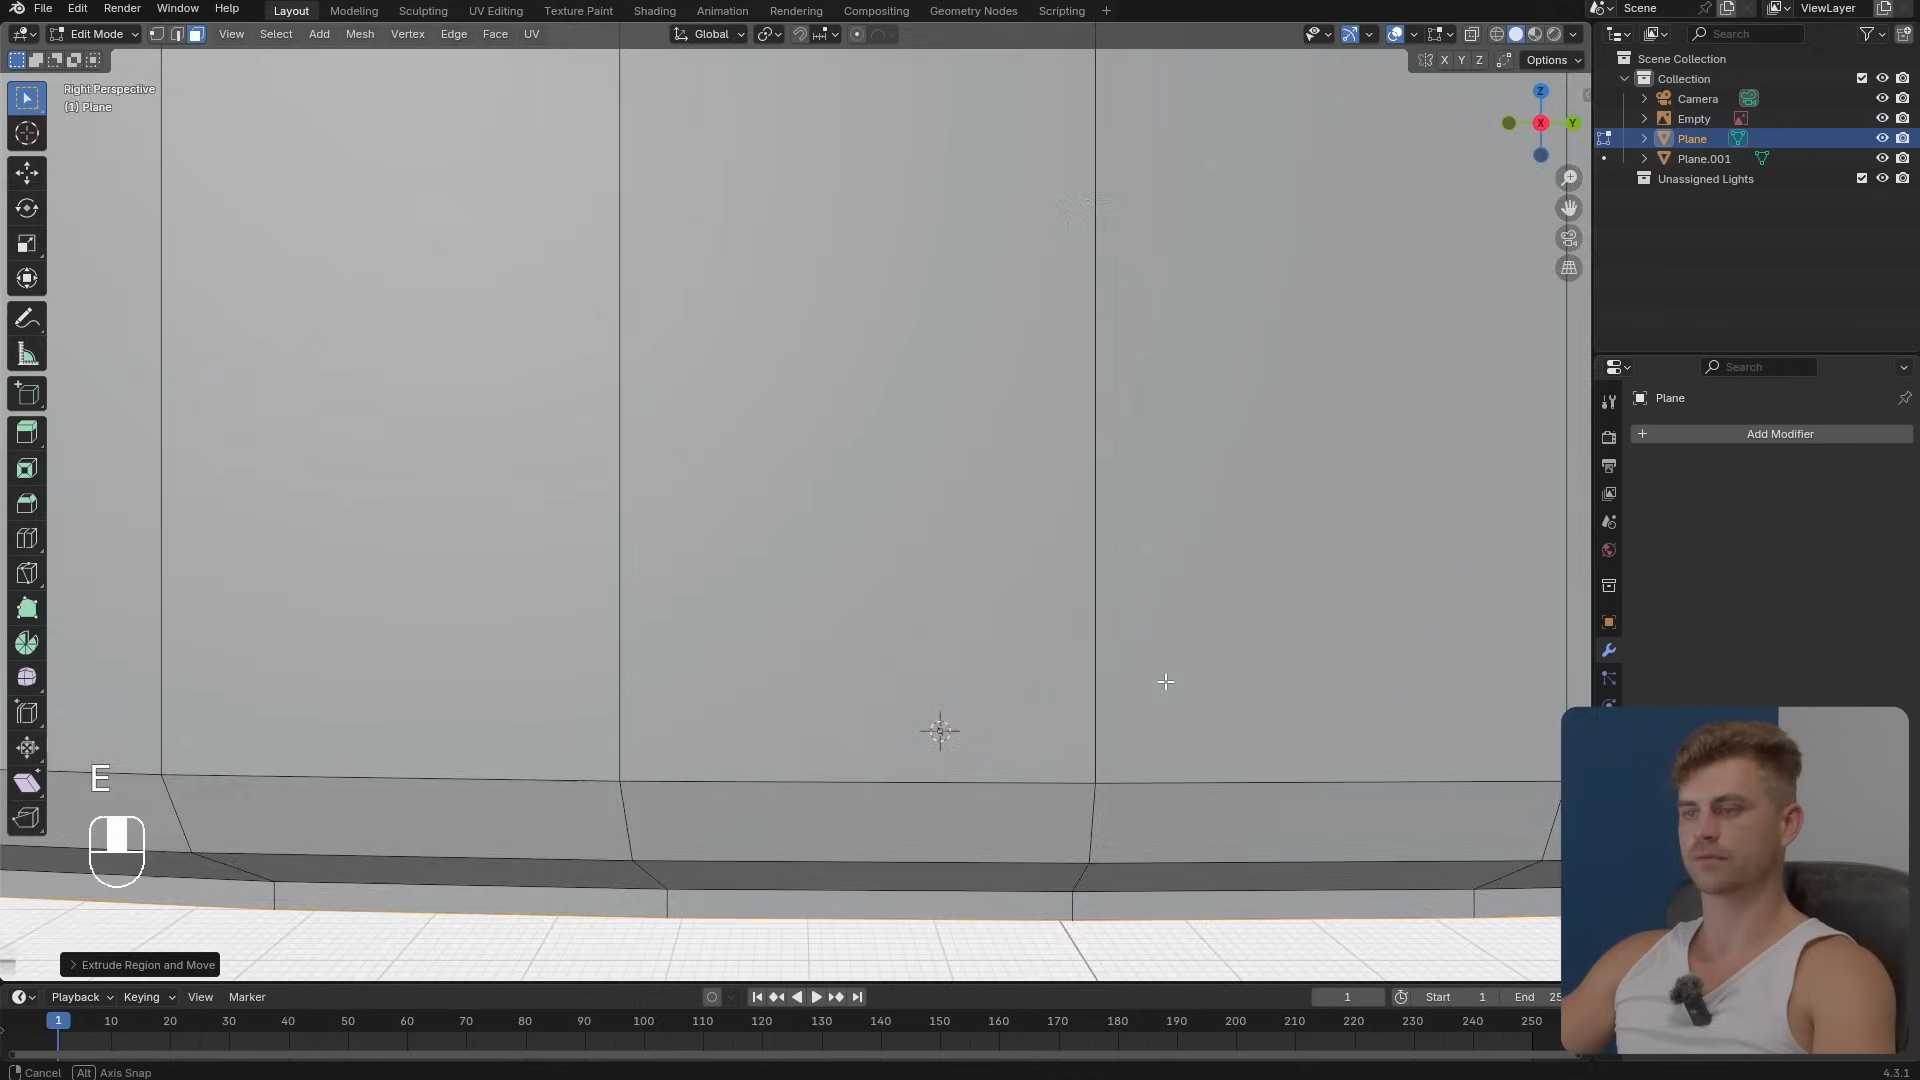 File Edit Render Window Help Layout Modeling Sculpting UV Editing Texture Paint Shading Animation Rendering Compositing Geometry Nodes Scripting + Scene ViewLayer
Edit Mode View Select Add Mesh Vertex Edge Face UV Global Search
X Y Z Options
Scene Collection
Collection
Camera
Empty
Plane
Plane.001
Unassigned Lights
Right Perspective
(1) Plane
Z
X
Y
Search
Plane
+ Add Modifier
E
Extrude Region and Move
Playback Keying View Marker 1 Start 1 End 25
1 10 20 30 40 50 60 70 80 90 100 110 120 130 140 150 160 170 180 190 200 210 220 230 240 250
Cancel Alt Axis Snap 4.3.1